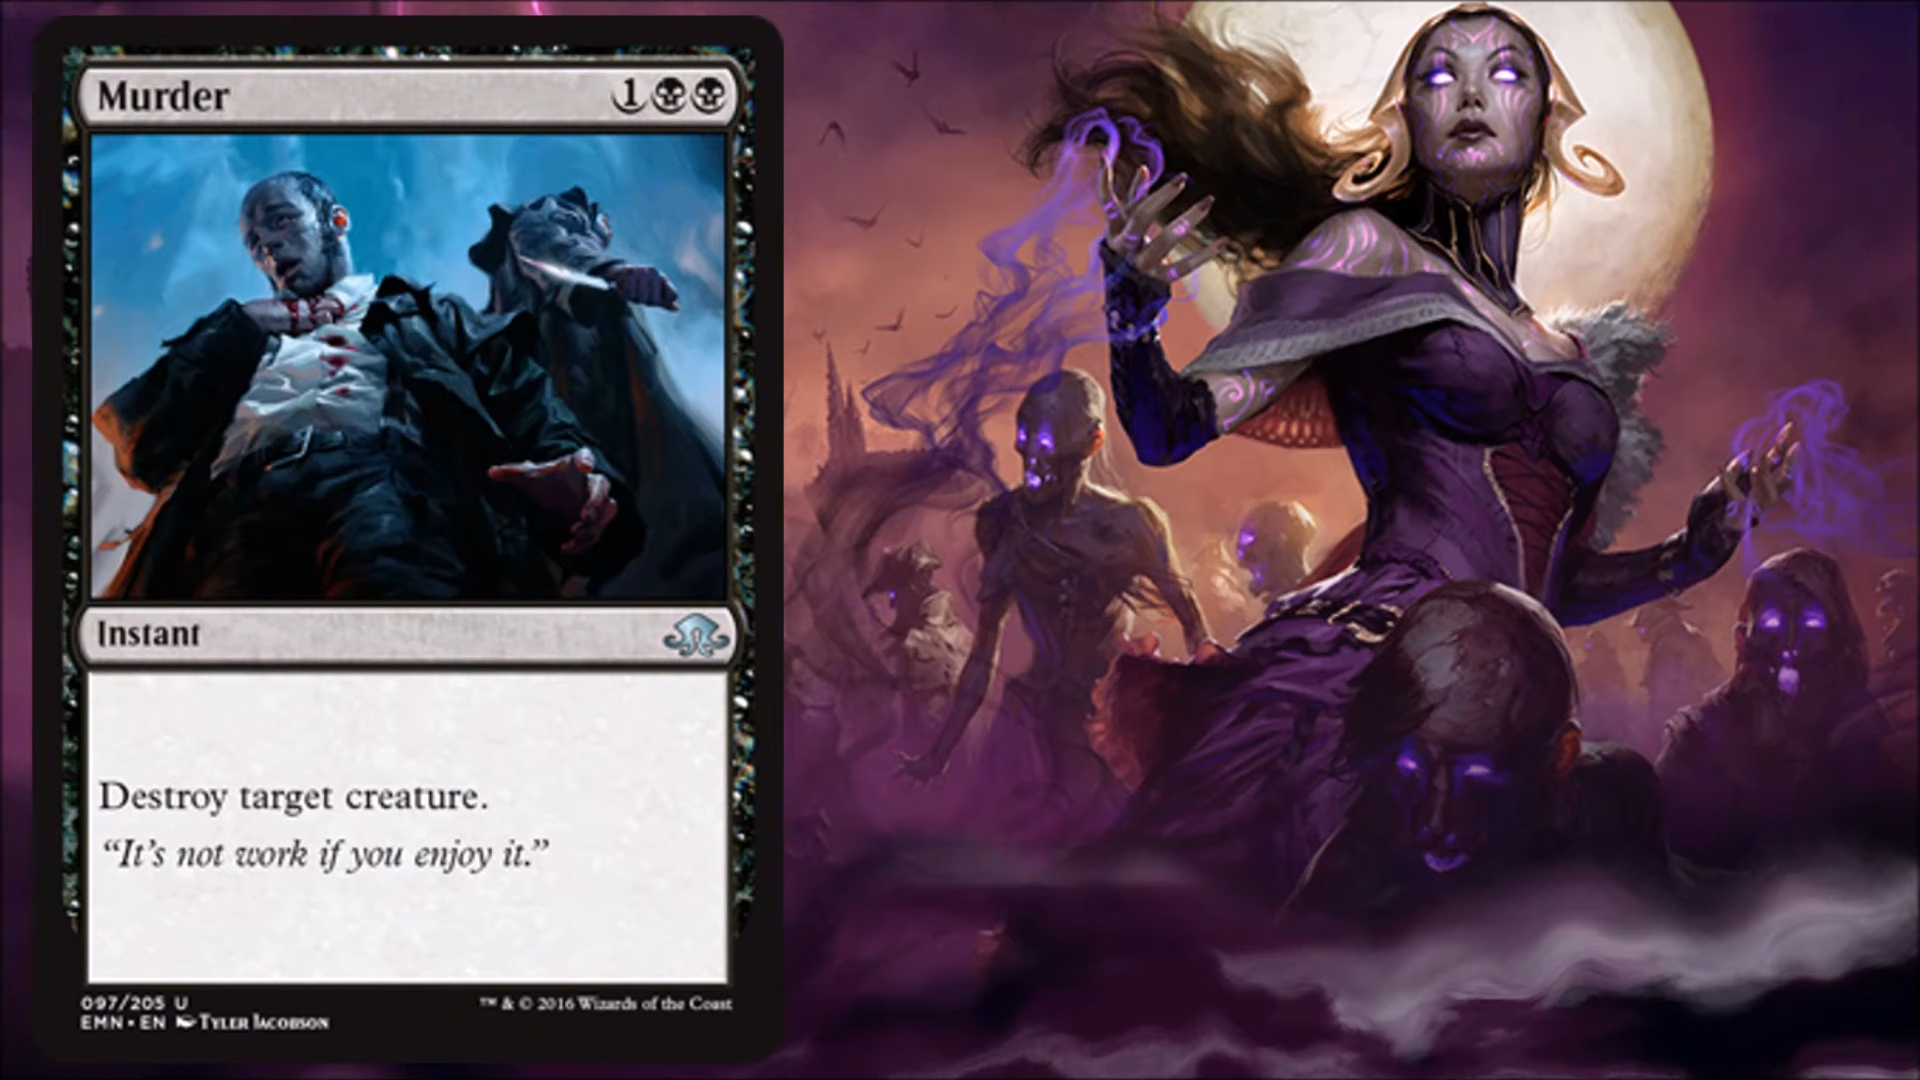 Murder 1
Instant
Destroy target creature.
“It’s not work if you enjoy it.”
097/205 U
™ & © 2016 Wizards of the Coast
EMN • EN Tyler Jacobson